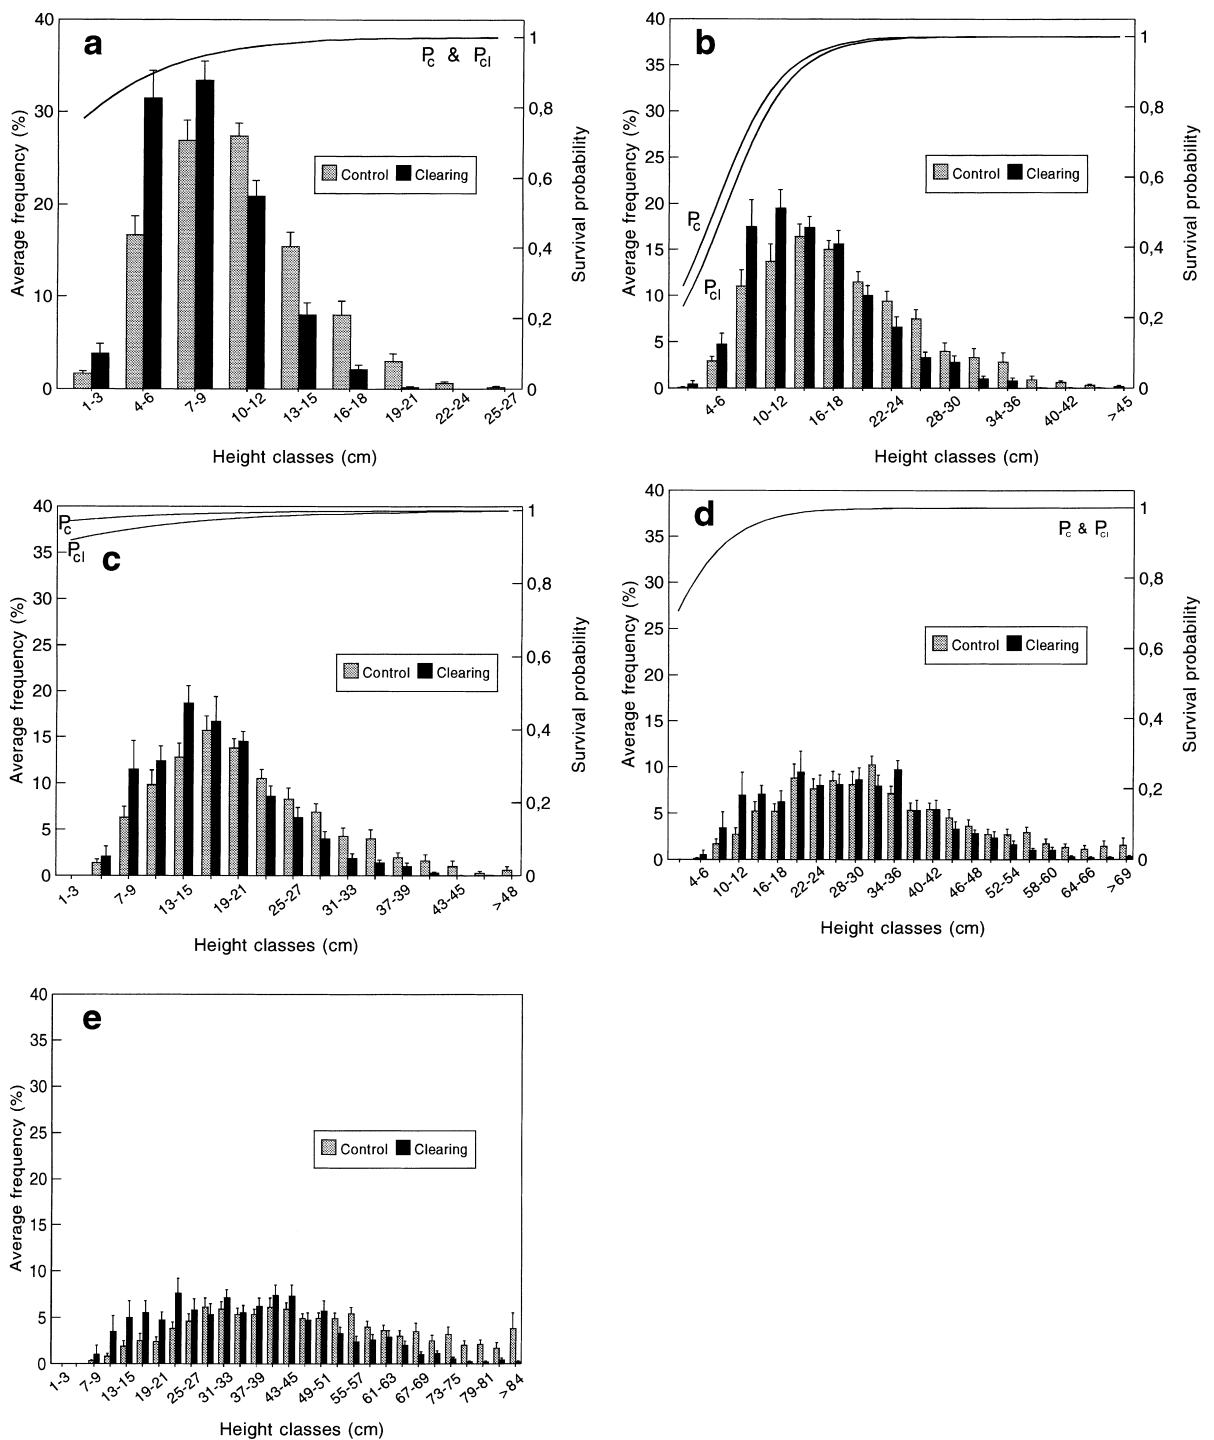 a
P_c & P_cl
Average frequency (%)
40
30
20
10
0
1
0,8
0,6
0,4
0,2
0
Survival probability
Control Clearing
1-3 4-6 7-9 10-12 13-15 16-18 19-21 22-24 25-27
Height classes (cm)
b
P_c
P_cl
Average frequency (%)
40
35
30
25
20
15
10
5
0
1
0,8
0,6
0,4
0,2
0
Survival probability
Control Clearing
4-6 10-12 16-18 22-24 28-30 34-36 40-42 >45
Height classes (cm)
c
P_c
P_cl
Average frequency (%)
40
35
30
25
20
15
10
5
0
1
0,8
0,6
0,4
0,2
0
Survival probability
Control Clearing
1-3 7-9 13-15 19-21 25-27 31-33 37-39 43-45 >48
Height classes (cm)
d
P_c & P_cl
Average frequency (%)
40
35
30
25
20
15
10
5
0
1
0,8
0,6
0,4
0,2
0
Survival probability
Control Clearing
4-6 10-12 16-18 22-24 28-30 34-36 40-42 46-48 52-54 58-60 64-66 >69
Height classes (cm)
e
Average frequency (%)
40
35
30
25
20
15
10
5
0
Control Clearing
1-3 7-9 13-15 19-21 25-27 31-33 37-39 43-45 49-51 55-57 61-63 67-69 73-75 79-81 >84
Height classes (cm)